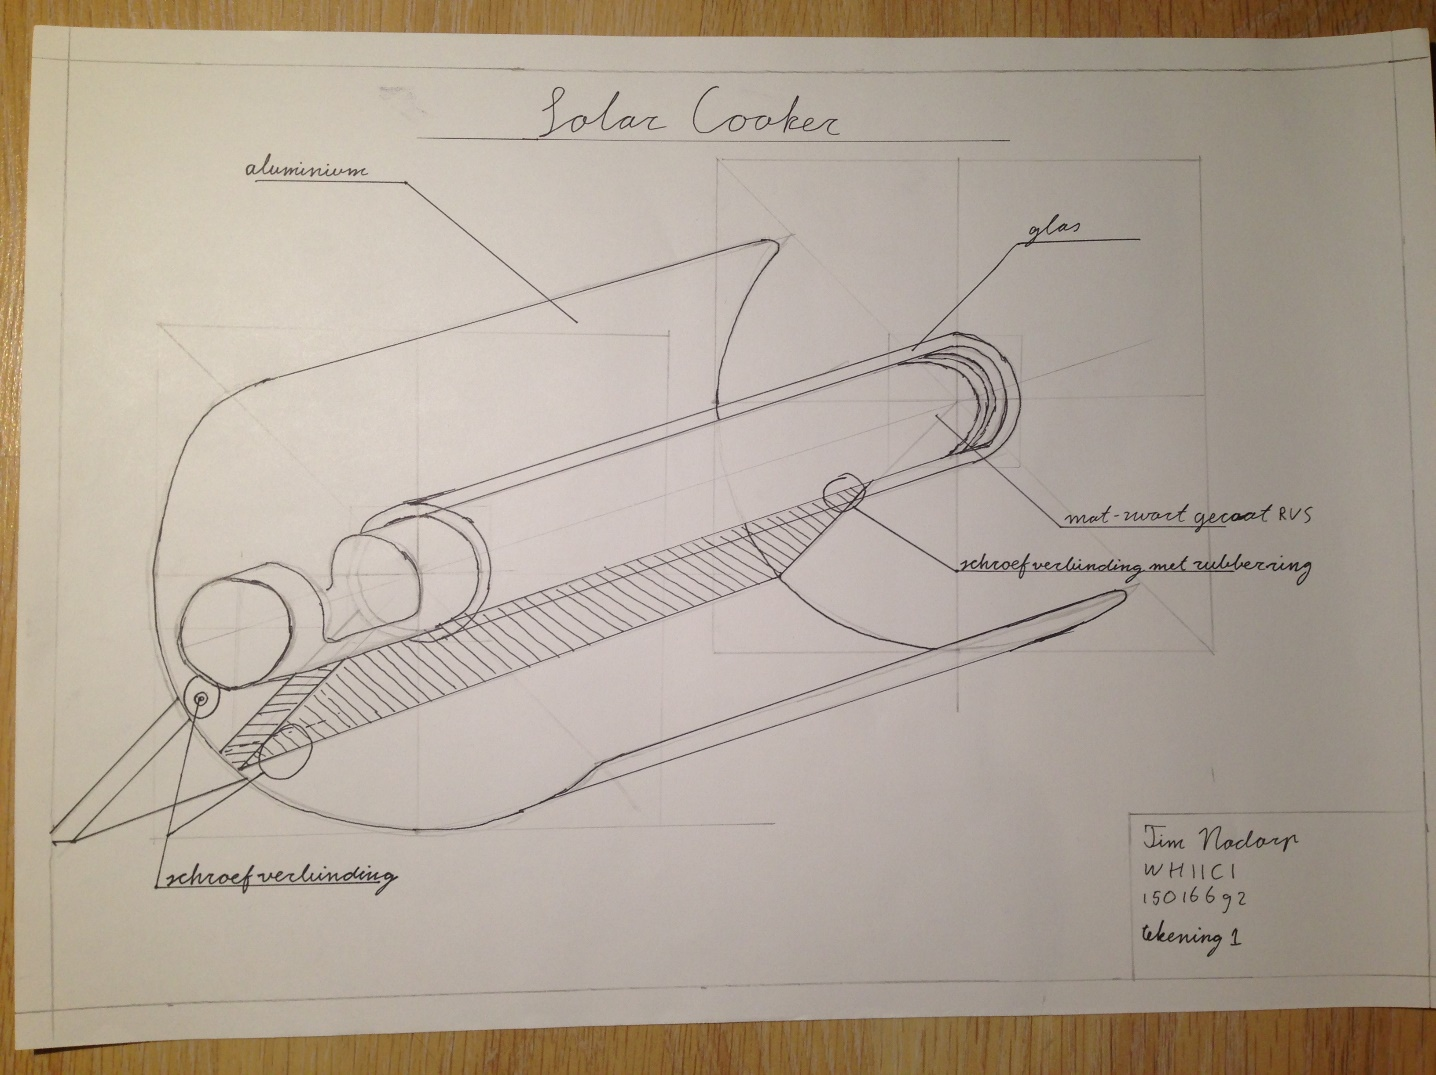 Solar Cooker
aluminium
glas
mat-zwart gecoat RVS
schroefverbinding met rubberring
schroefverbinding
Tim Nodorp
WH11C1
15016692
tekening 1